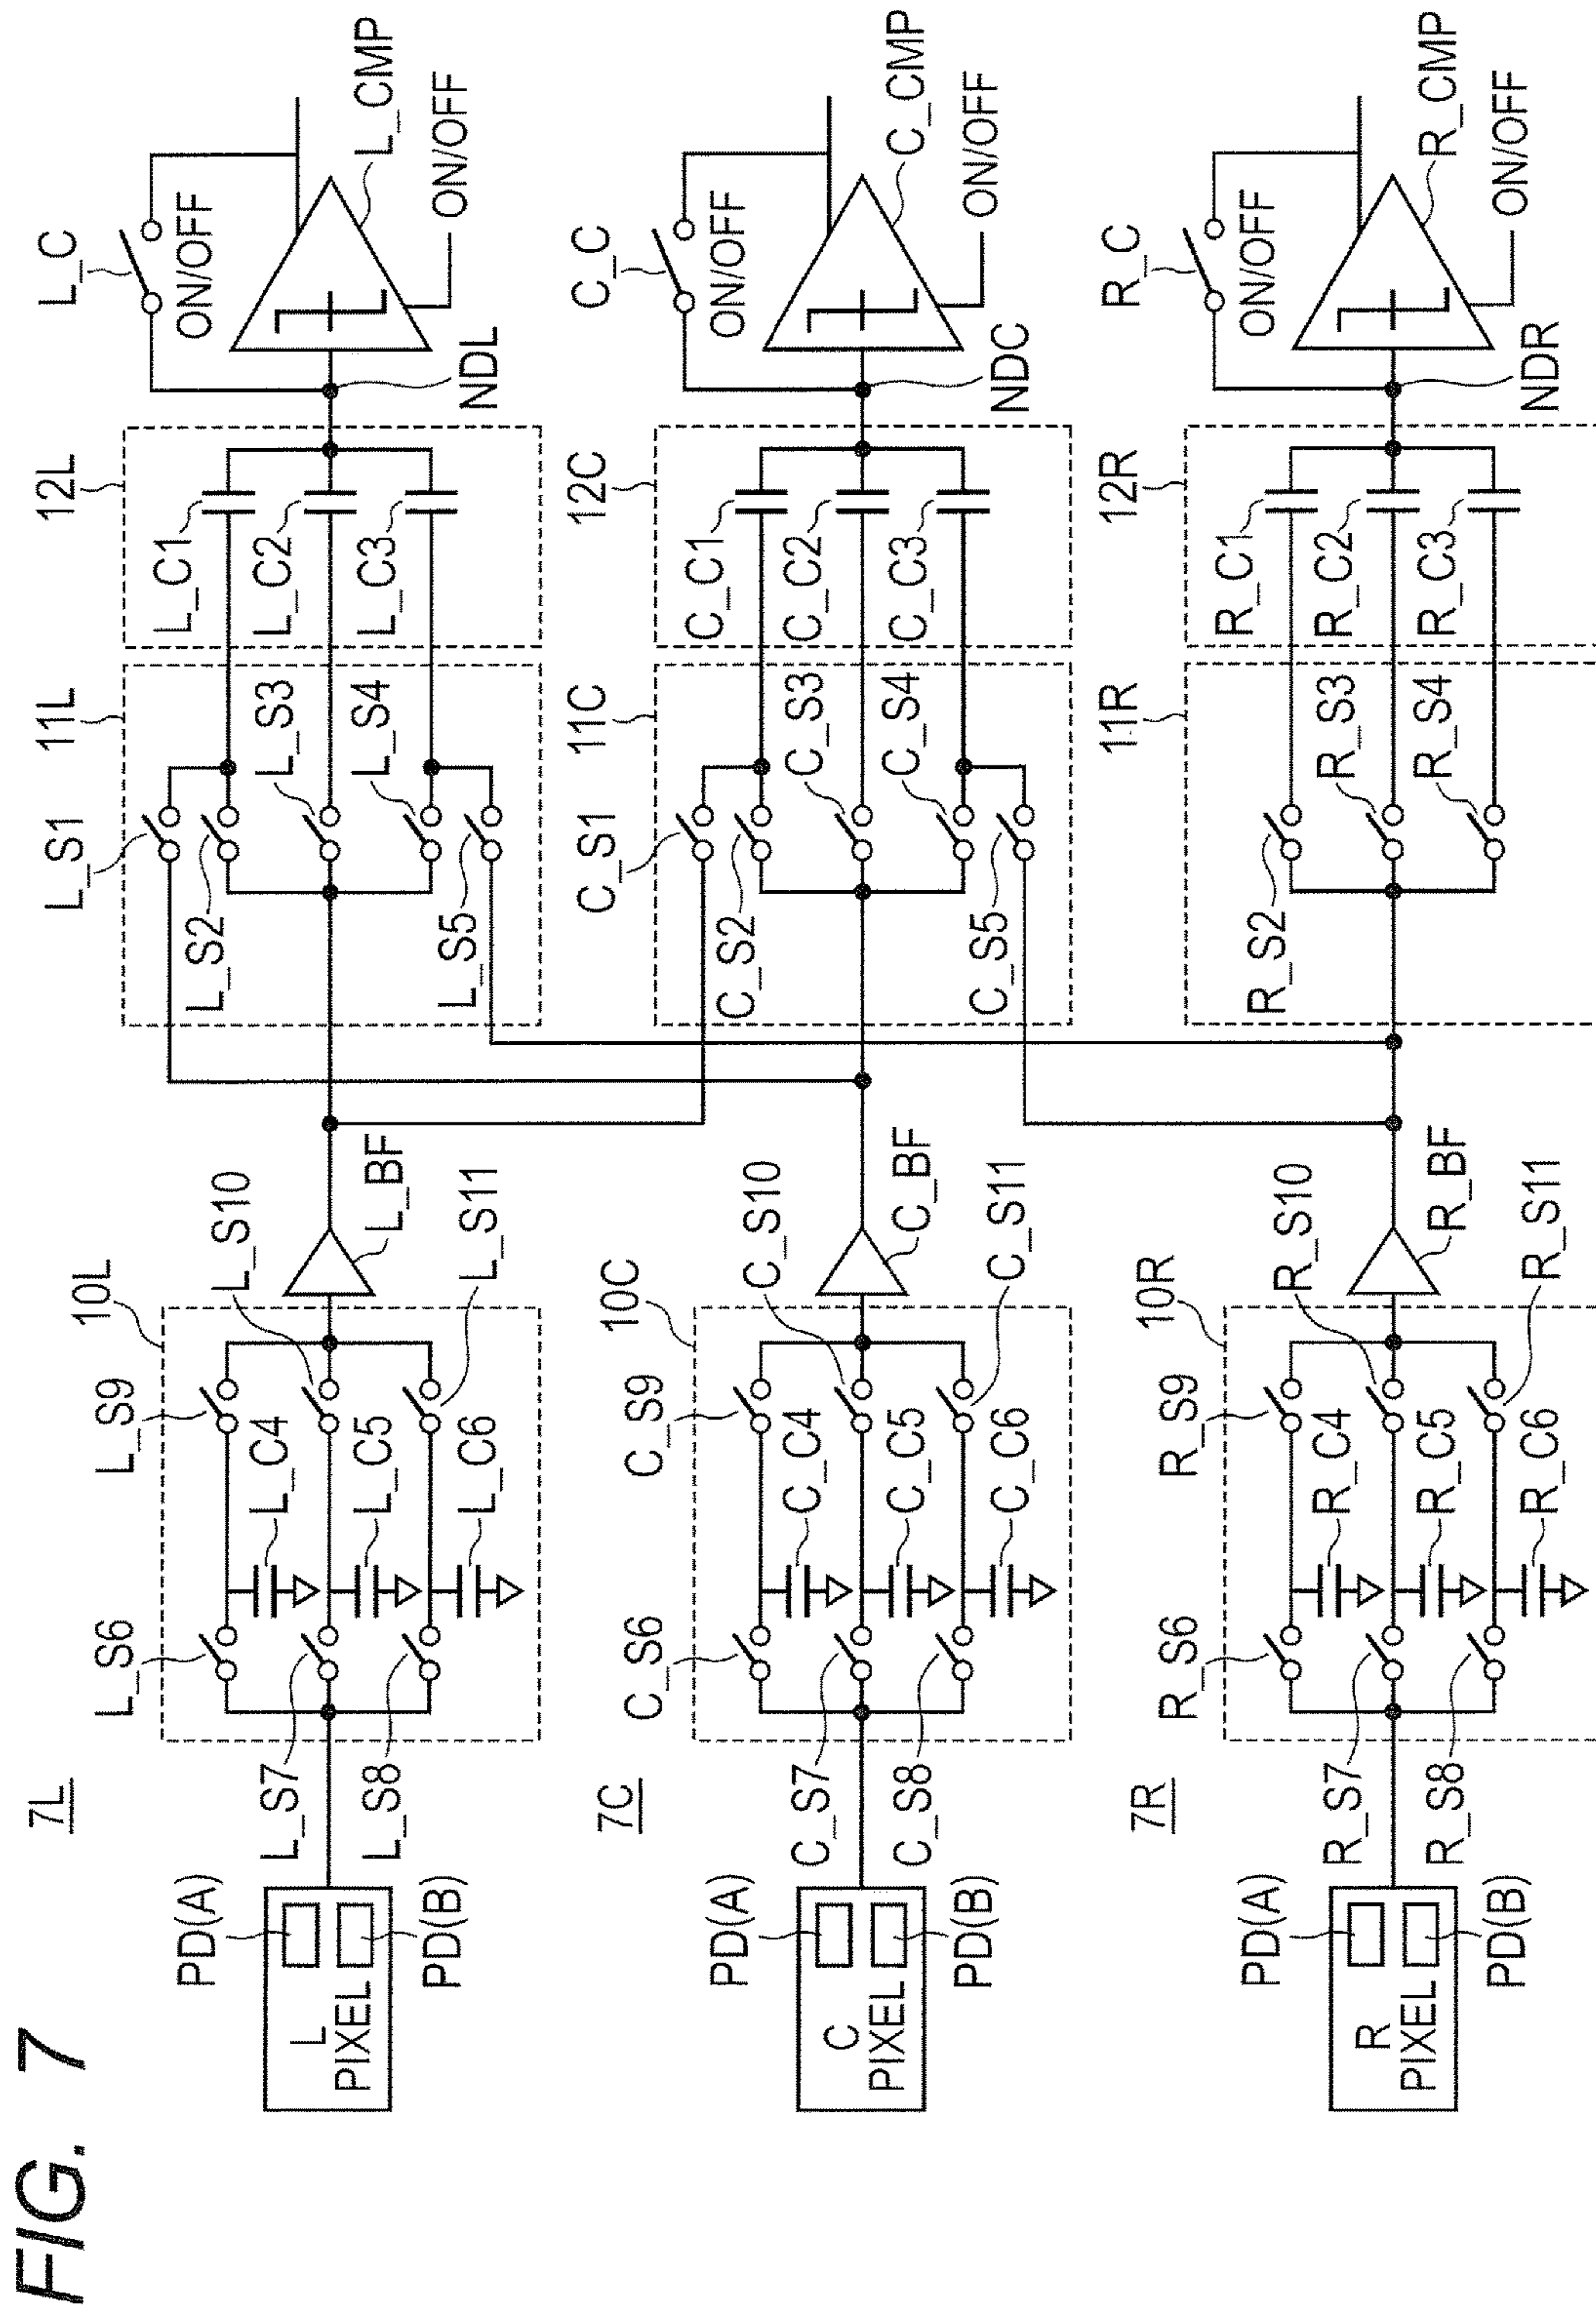 FIG. 7
7L
L_S6
L_S9
10L
L_S10
L_S1
11L
12L
L_C
PD(A)
L
PIXEL
PD(B)
L_S7
L_S8
L_C4
L_C5
L_C6
L_BF
L_S11
L_S2
L_S5
L_S3
L_S4
L_C1
L_C2
L_C3
ON/OFF
NDL
L_CMP
ON/OFF
7C
C_S6
C_S9
10C
C_S10
C_S1
11C
12C
C_C
PD(A)
C
PIXEL
PD(B)
C_S7
C_S8
C_C4
C_C5
C_C6
C_BF
C_S11
C_S2
C_S5
C_S3
C_S4
C_C1
C_C2
C_C3
ON/OFF
NDC
C_CMP
ON/OFF
7R
R_S6
R_S9
10R
R_S10
11R
12R
R_C
PD(A)
R
PIXEL
PD(B)
R_S7
R_S8
R_C4
R_C5
R_C6
R_BF
R_S11
R_S2
R_S3
R_S4
R_C1
R_C2
R_C3
ON/OFF
NDR
R_CMP
ON/OFF